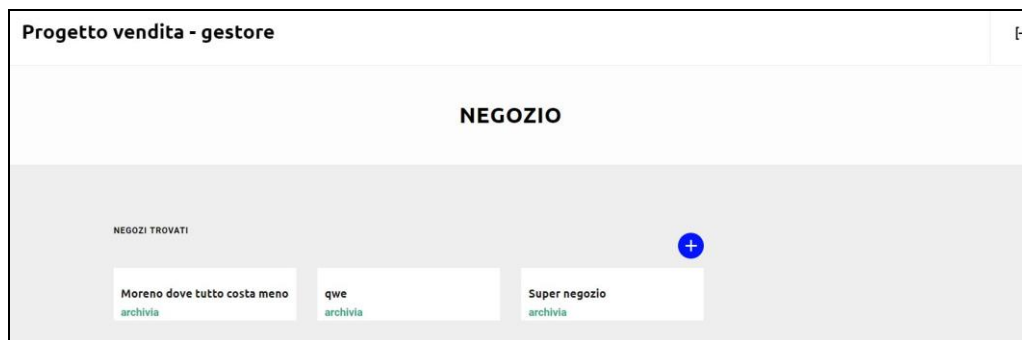 Progetto vendita - gestore
NEGOZIO
NEGOZI TROVATI
+
Moreno dove tutto costa meno
archivia
qwe
archivia
Super negozio
archivia